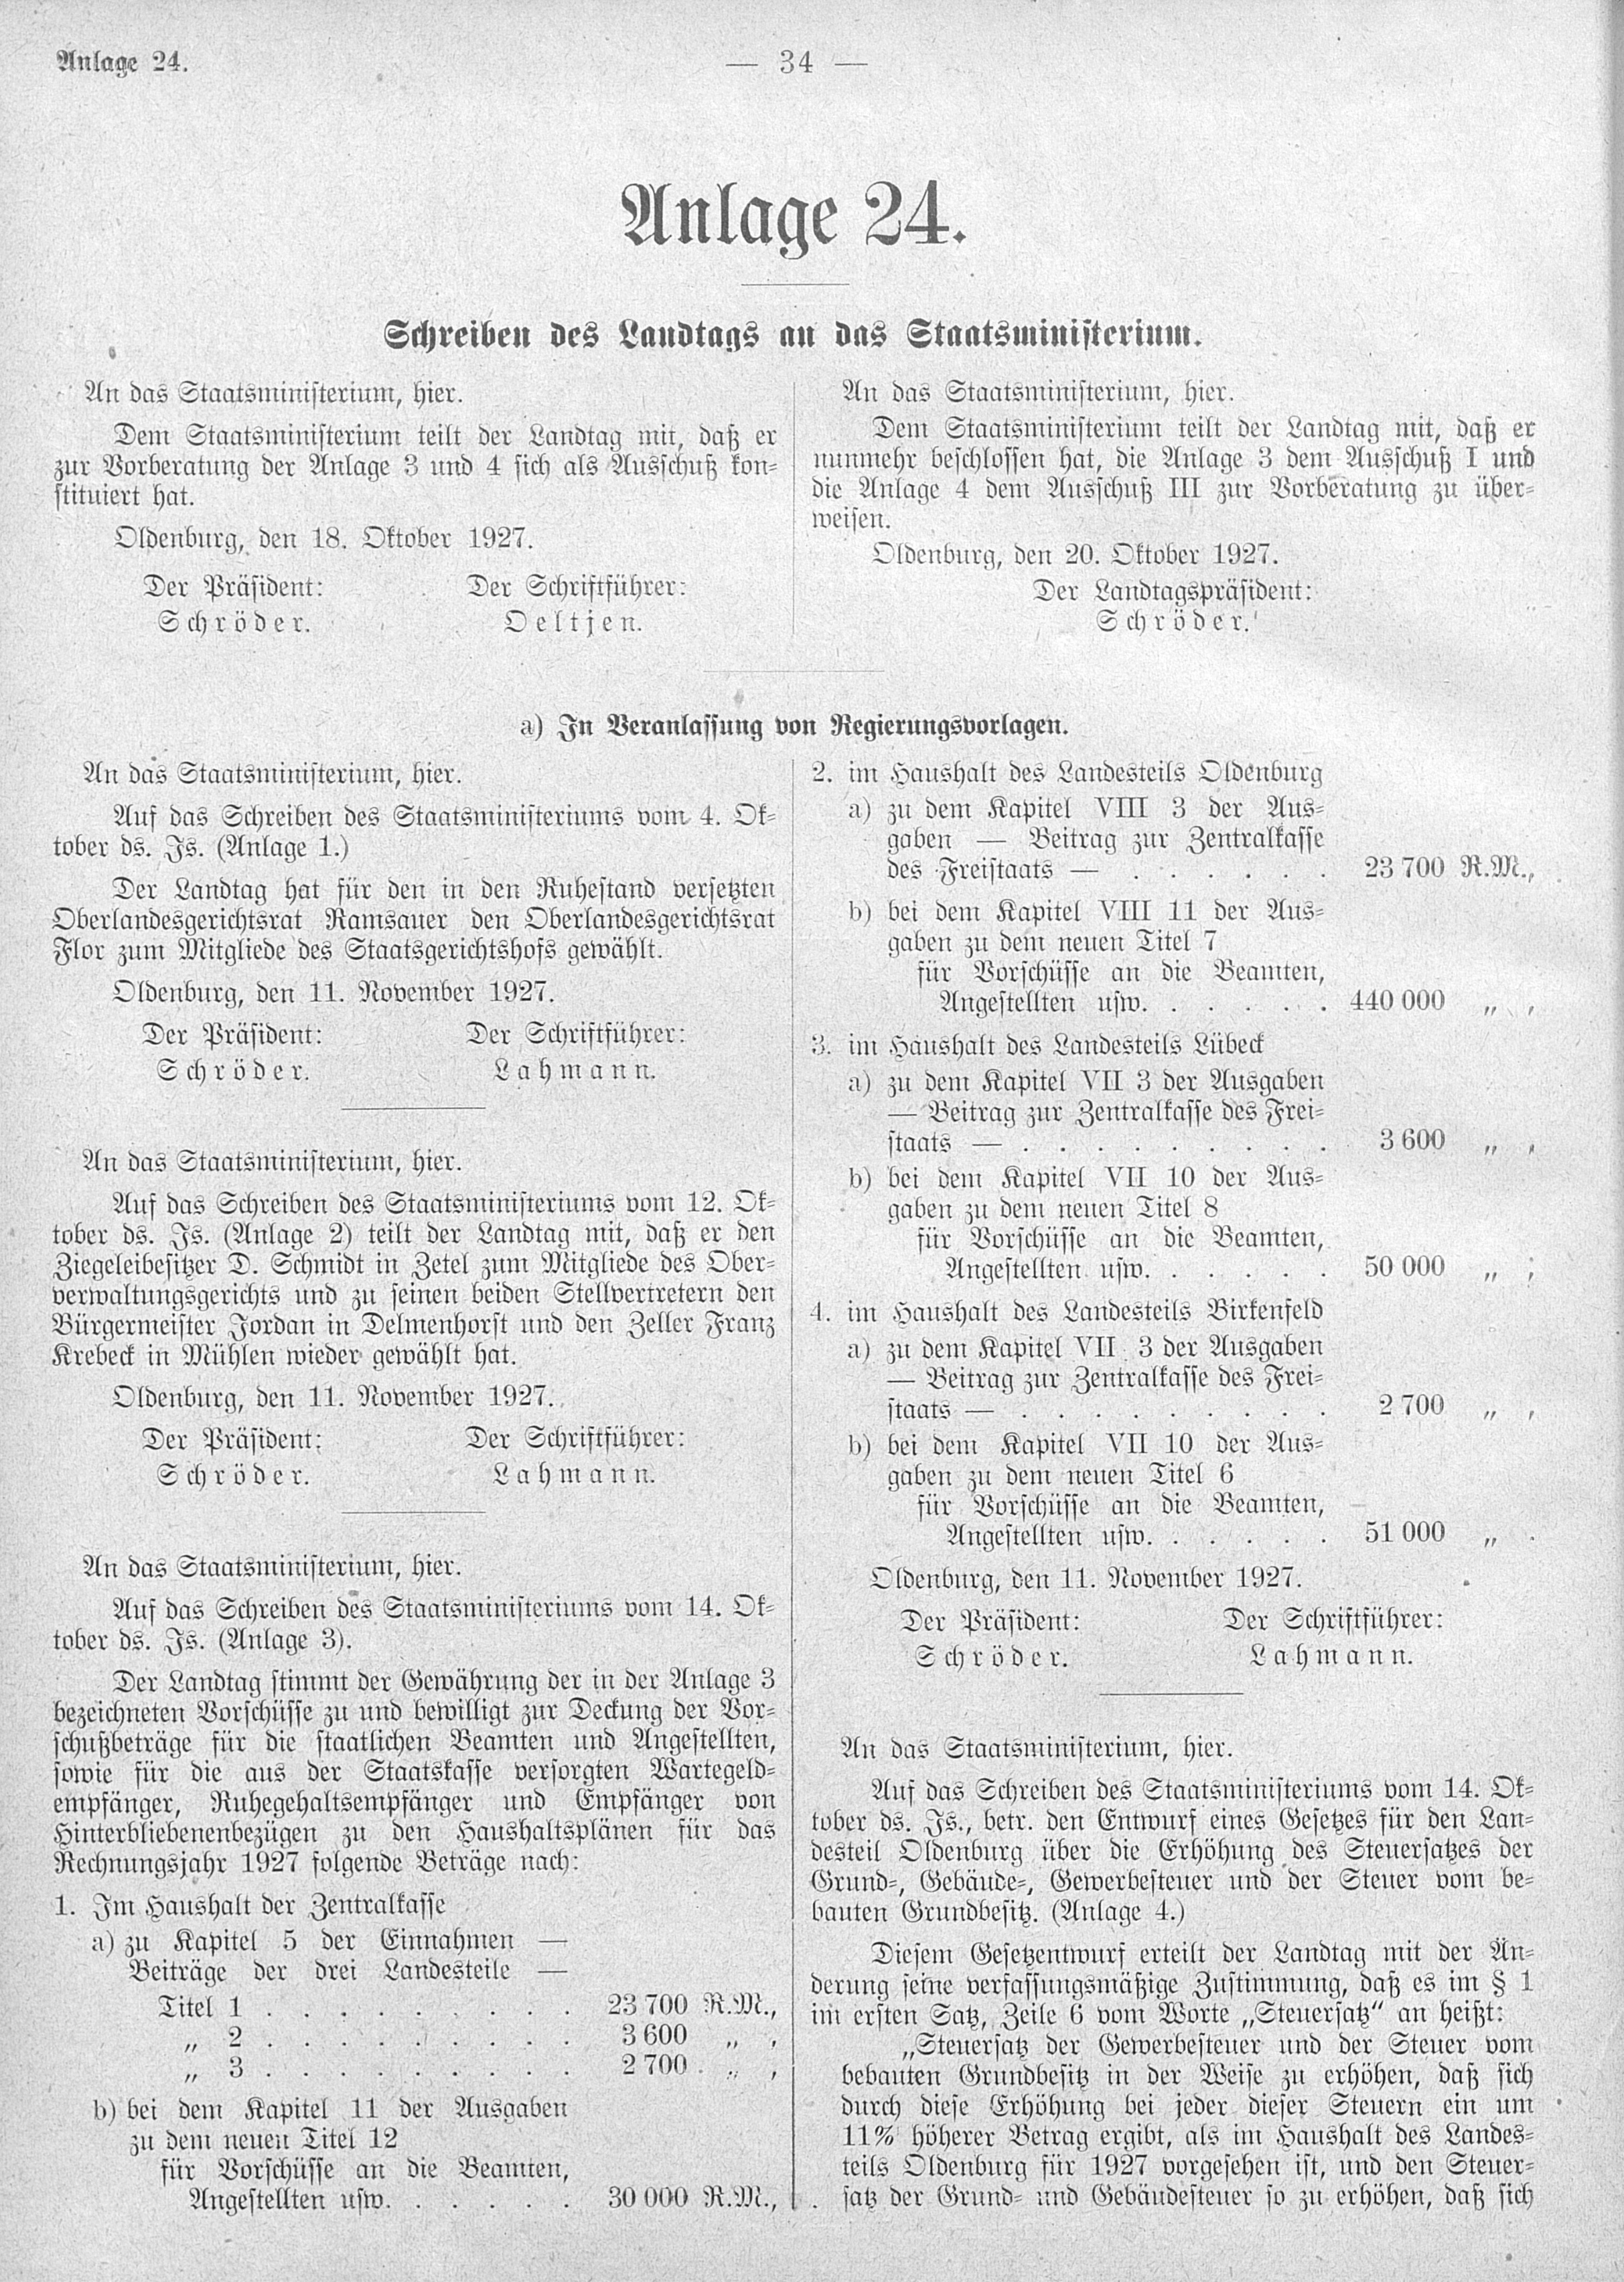 Anlage 24.
— 34 —
Anlage 24.
Schreiben des Landtags an das Staatsministerium.
An das Staatsministerium, hier.
Dem Staatsministerium teilt der Landtag mit, daß er
zur Vorberatung der Anlage 3 und 4 sich als Ausschuß kon-
stituiert hat.
Oldenburg, den 18. Oktober 1927.
Der Präsident: Der Schriftführer:
Schröder. Oeltjen.
An das Staatsministerium, hier.
Dem Staatsministerium teilt der Landtag mit, daß er
nunmehr beschlossen hat, die Anlage 3 dem Ausschuß I und
die Anlage 4 dem Ausschuß III zur Vorberatung zu über-
weisen.
Oldenburg, den 20. Oktober 1927.
Der Landtagspräsident:
Schröder.
a) In Veranlassung von Regierungsvorlagen.
An das Staatsministerium, hier.
Auf das Schreiben des Staatsministeriums vom 4. Ok-
tober ds. Js. (Anlage 1.)
Der Landtag hat für den in den Ruhestand versetzten
Oberlandesgerichtsrat Ramsauer den Oberlandesgerichtsrat
Flor zum Mitgliede des Staatsgerichtshofs gewählt.
Oldenburg, den 11. November 1927.
Der Präsident: Der Schriftführer:
Schröder. Lahmann.
An das Staatsministerium, hier.
Auf das Schreiben des Staatsministeriums vom 12. Ok-
tober ds. Js. (Anlage 2) teilt der Landtag mit, daß er den
Ziegeleibesitzer D. Schmidt in Zetel zum Mitgliede des Ober-
verwaltungsgerichts und zu seinen beiden Stellvertretern den
Bürgermeister Jordan in Delmenhorst und den Zeller Franz
Krebeck in Mühlen wieder gewählt hat.
Oldenburg, den 11. November 1927.
Der Präsident: Der Schriftführer:
Schröder. Lahmann.
An das Staatsministerium, hier.
Auf das Schreiben des Staatsministeriums vom 14. Ok-
tober ds. Js. (Anlage 3).
Der Landtag stimmt der Gewährung der in der Anlage 3
bezeichneten Vorschüsse zu und bewilligt zur Deckung der Vor-
schußbeträge für die staatlichen Beamten und Angestellten,
sowie für die aus der Staatskasse versorgten Wartegeld-
empfänger, Ruhegehaltsempfänger und Empfänger von
Hinterbliebenenbezügen zu den Haushaltsplänen für das
Rechnungsjahr 1927 folgende Beträge nach:
1. Im Haushalt der Zentralkasse
a) zu Kapitel 5 der Einnahmen —
Beiträge der drei Landesteile —
Titel 1 . . . . . . . . . 23 700 R.M.,
„ 2 . . . . . . . . . 3 600 „ ,
„ 3 . . . . . . . . . 2 700 „ ,
b) bei dem Kapitel 11 der Ausgaben
zu dem neuen Titel 12
für Vorschüsse an die Beamten,
Angestellten usw. . . . . . 30 000 R.M.,
2. im Haushalt des Landesteils Oldenburg
a) zu dem Kapitel VIII 3 der Aus-
gaben — Beitrag zur Zentralkasse
des Freistaats — . . . . . . 23 700 R.M.,
b) bei dem Kapitel VIII 11 der Aus-
gaben zu dem neuen Titel 7
für Vorschüsse an die Beamten,
Angestellten usw. . . . . . 440 000 „ ,
3. im Haushalt des Landesteils Lübeck
a) zu dem Kapitel VII 3 der Ausgaben
— Beitrag zur Zentralkasse des Frei-
staats — . . . . . . . . . 3 600 „ ,
b) bei dem Kapitel VII 10 der Aus-
gaben zu dem neuen Titel 8
für Vorschüsse an die Beamten,
Angestellten usw. . . . . . 50 000 „ ;
4. im Haushalt des Landesteils Birkenfeld
a) zu dem Kapitel VII 3 der Ausgaben
— Beitrag zur Zentralkasse des Frei-
staats — . . . . . . . . . 2 700 „ ,
b) bei dem Kapitel VII 10 der Aus-
gaben zu dem neuen Titel 6
für Vorschüsse an die Beamten,
Angestellten usw. . . . . . 51 000 „ .
Oldenburg, den 11. November 1927.
Der Präsident: Der Schriftführer:
Schröder. Lahmann.
An das Staatsministerium, hier.
Auf das Schreiben des Staatsministeriums vom 14. Ok-
tober ds. Js., betr. den Entwurf eines Gesetzes für den Lan-
desteil Oldenburg über die Erhöhung des Steuersatzes der
Grund-, Gebäude-, Gewerbesteuer und der Steuer vom be-
bauten Grundbesitz. (Anlage 4.)
Diesem Gesetzentwurf erteilt der Landtag mit der Än-
derung seine verfassungsmäßige Zustimmung, daß es im § 1
im ersten Satz, Zeile 6 vom Worte „Steuersatz“ an heißt:
„Steuersatz der Gewerbesteuer und der Steuer vom
bebauten Grundbesitz in der Weise zu erhöhen, daß sich
durch diese Erhöhung bei jeder dieser Steuern ein um
11% höherer Betrag ergibt, als im Haushalt des Landes-
teils Oldenburg für 1927 vorgesehen ist, und den Steuer-
satz der Grund- und Gebäudesteuer so zu erhöhen, daß sich